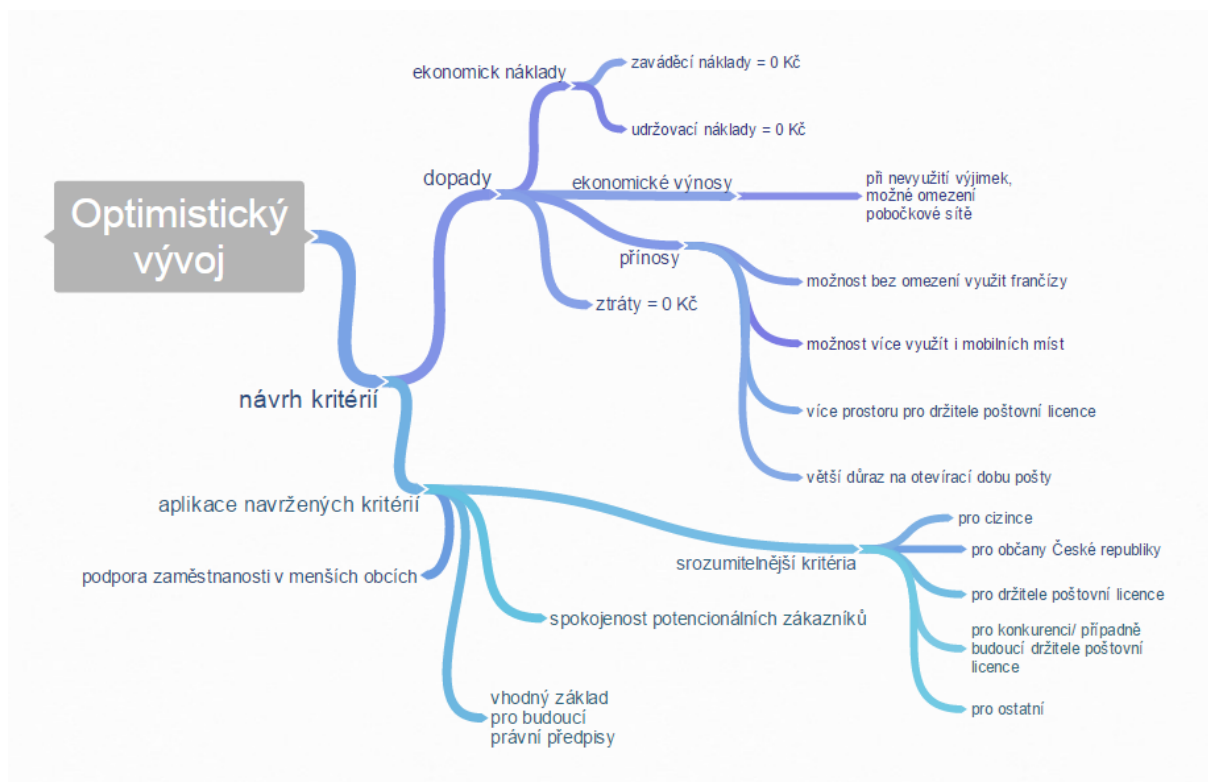 Optimistický
vývoj
návrh kritérií
dopady
ekonomick náklady
zaváděcí náklady = 0 Kč
udržovací náklady = 0 Kč
ekonomické výnosy
při nevyužití výjimek,
možné omezení
pobočkové sítě
přínosy
možnost bez omezení využit frančízy
možnost více využít i mobilních míst
více prostoru pro držitele poštovní licence
větší důraz na otevírací dobu pošty
ztráty = 0 Kč
aplikace navržených kritérií
srozumitelnější kritéria
pro cizince
pro občany České republiky
pro držitele poštovní licence
pro konkurenci/ případně
budoucí držitele poštovní
licence
pro ostatní
spokojenost potencionálních zákazníků
vhodný základ
pro budoucí
právní předpisy
podpora zaměstnanosti v menších obcích